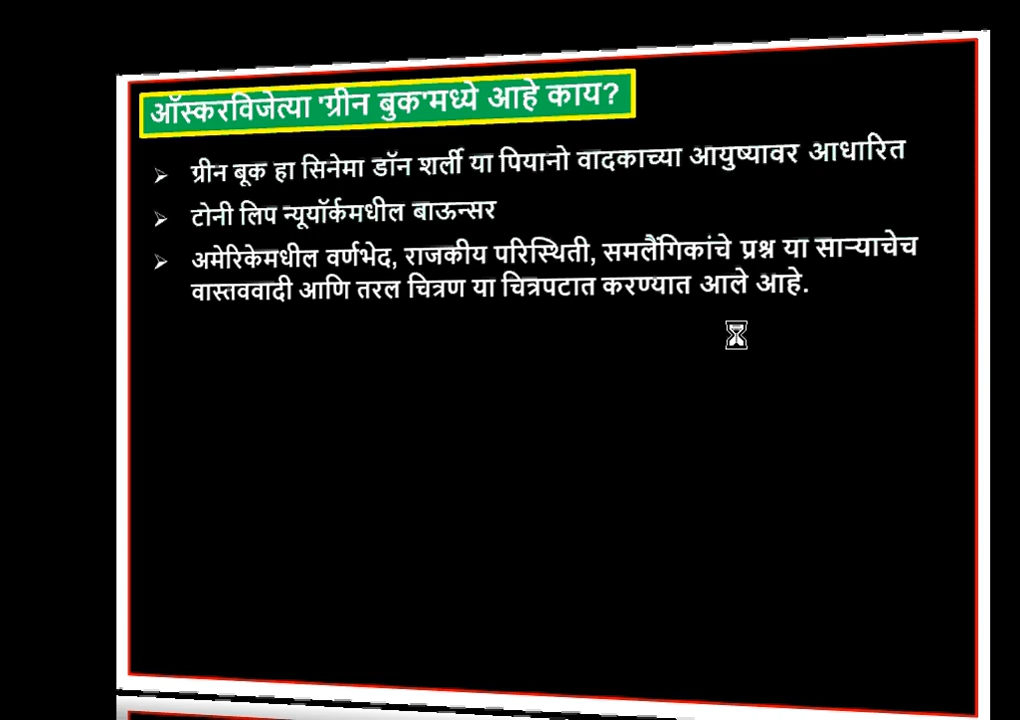 ऑस्करविजेत्या 'ग्रीन बुक'मध्ये आहे काय?
ग्रीन बूक हा सिनेमा डॉन शर्ली या पियानो वादकाच्या आयुष्यावर आधारित
टोनी लिप न्यूयॉर्कमधील बाऊन्सर
अमेरिकेमधील वर्णभेद, राजकीय परिस्थिती, समलैंगिकांचे प्रश्न या साऱ्याचेच
वास्तववादी आणि तरल चित्रण या चित्रपटात करण्यात आले आहे.